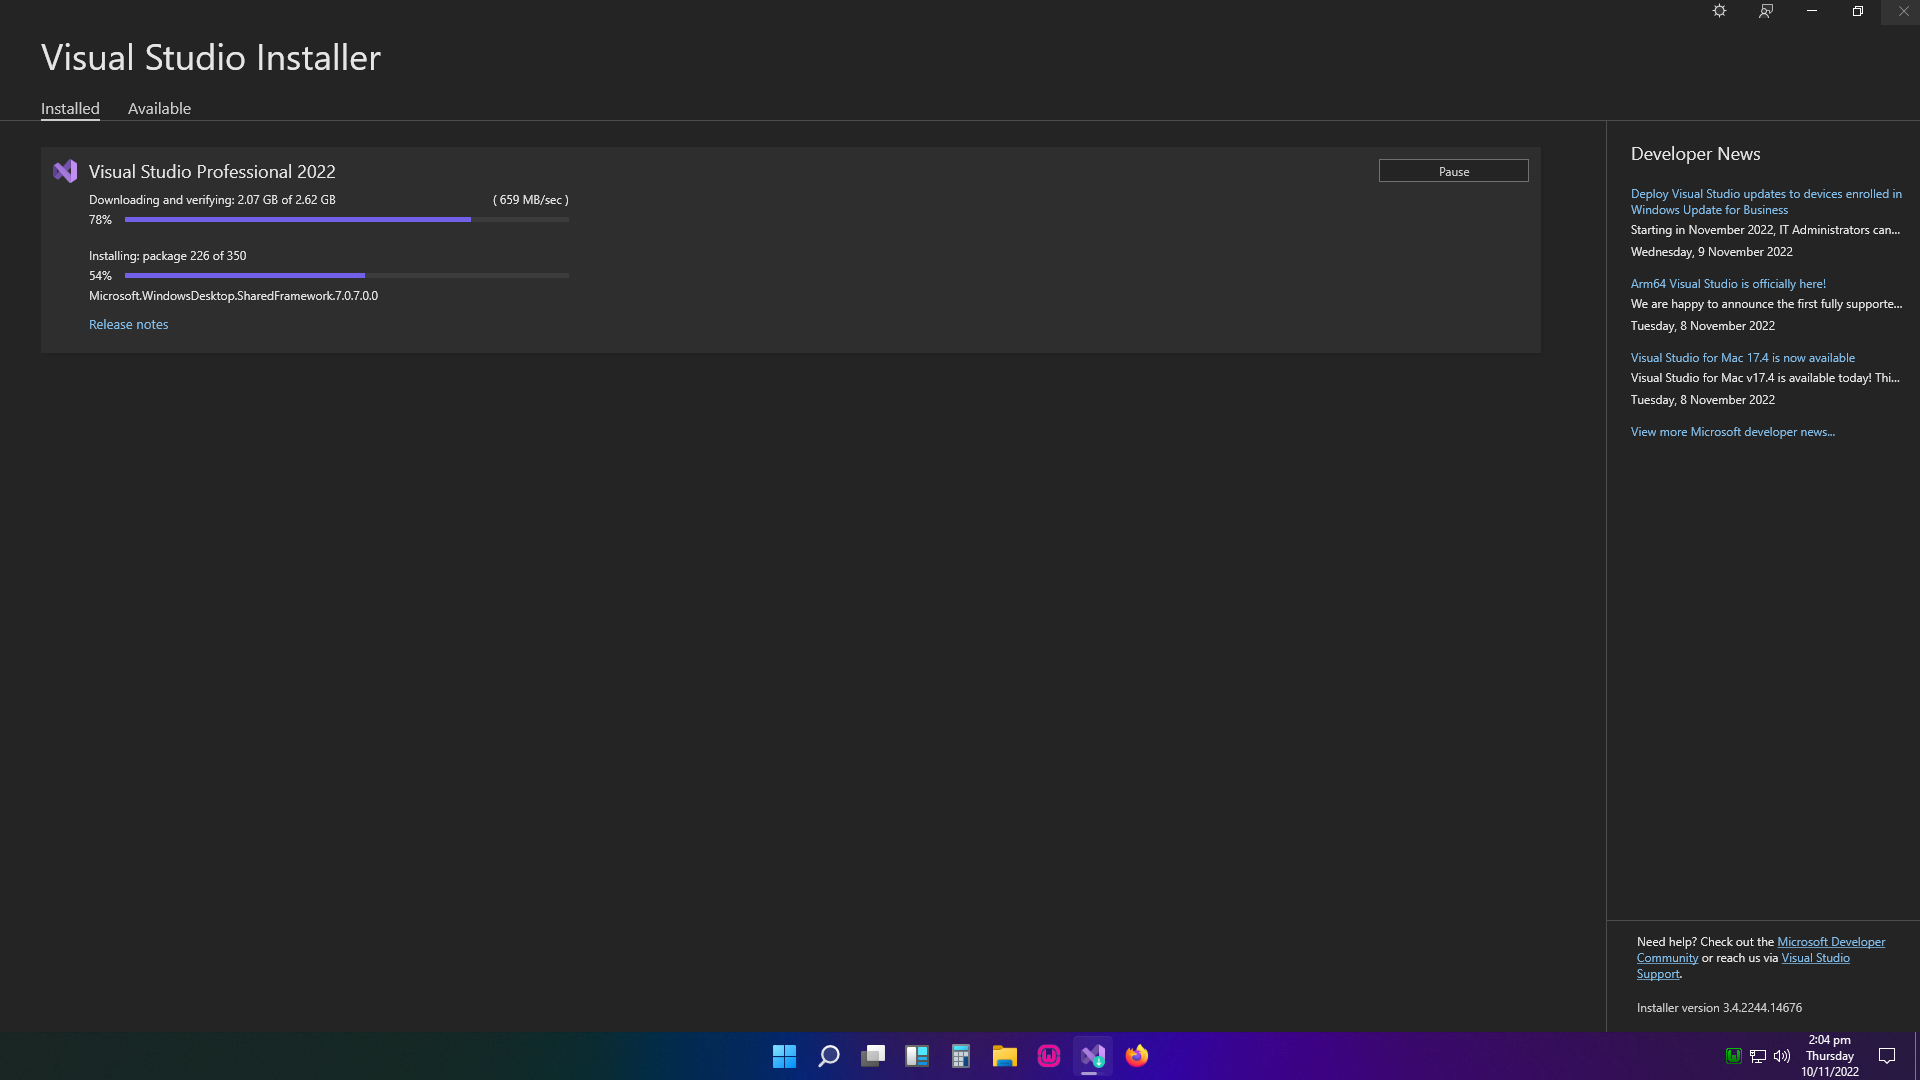 Visual Studio Installer
Installed
Available
Visual Studio Professional 2022
Pause
Downloading and verifying: 2.07 GB of 2.62 GB
( 659 MB/sec )
78%
Installing: package 226 of 350
54%
Microsoft.WindowsDesktop.SharedFramework.7.0.7.0.0
Release notes
Developer News
Deploy Visual Studio updates to devices enrolled in
Windows Update for Business
Starting in November 2022, IT Administrators can...
Wednesday, 9 November 2022
Arm64 Visual Studio is officially here!
We are happy to announce the first fully supporte...
Tuesday, 8 November 2022
Visual Studio for Mac 17.4 is now available
Visual Studio for Mac v17.4 is available today! Thi...
Tuesday, 8 November 2022
View more Microsoft developer news...
Need help? Check out the Microsoft Developer
Community or reach us via Visual Studio
Support.
Installer version 3.4.2244.14676
2:04 pm
Thursday
10/11/2022